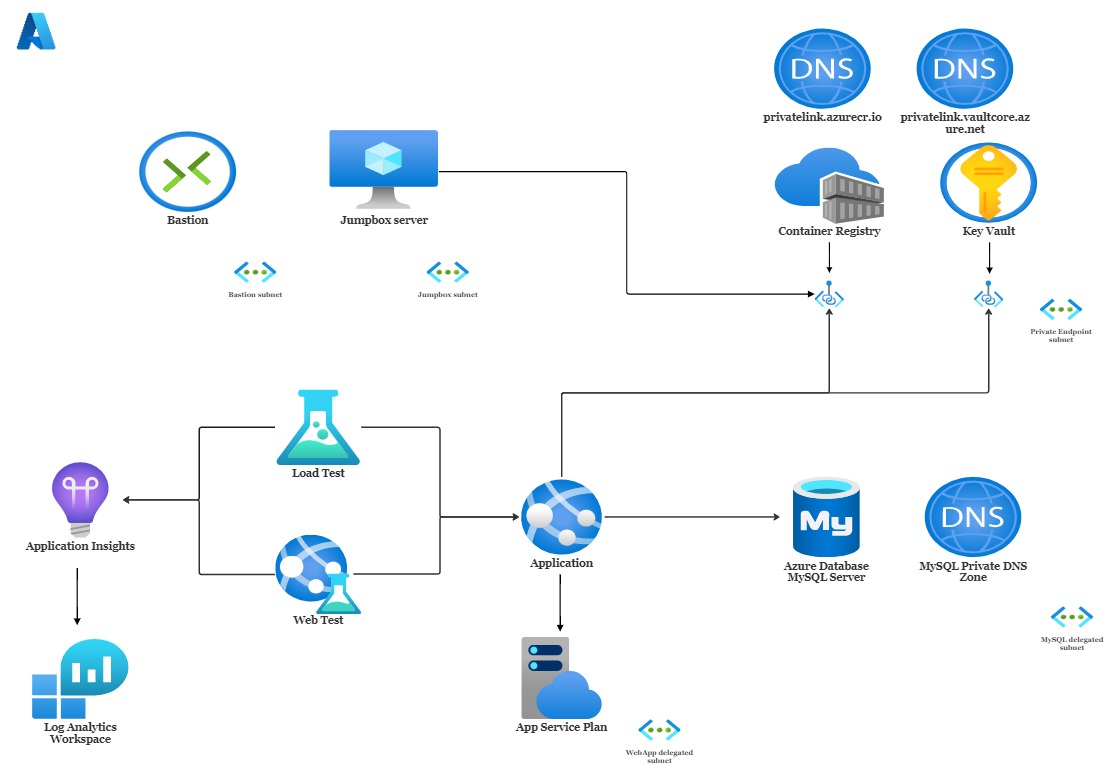 DNS
DNS
privatelink.azurecr.io
privatelink.vaultcore.az
ure.net
Bastion
Jumpbox server
Container Registry
Key Vault
Bastion subnet
Jumpbox subnet
Private Endpoint
subnet
Load Test
Application Insights
Application
My
Azure Database
MySQL Server
DNS
MySQL Private DNS
Zone
Web Test
MySQL delegated
subnet
Log Analytics
Workspace
App Service Plan
WebApp delegated
subnet